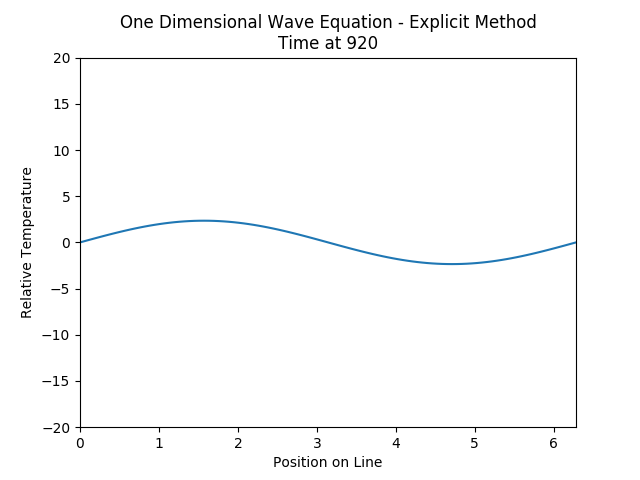 One Dimensional Wave Equation - Explicit Method
Time at 920
20
15
10
5
0
−5
−10
−15
−20
Relative Temperature
0 1 2 3 4 5 6
Position on Line